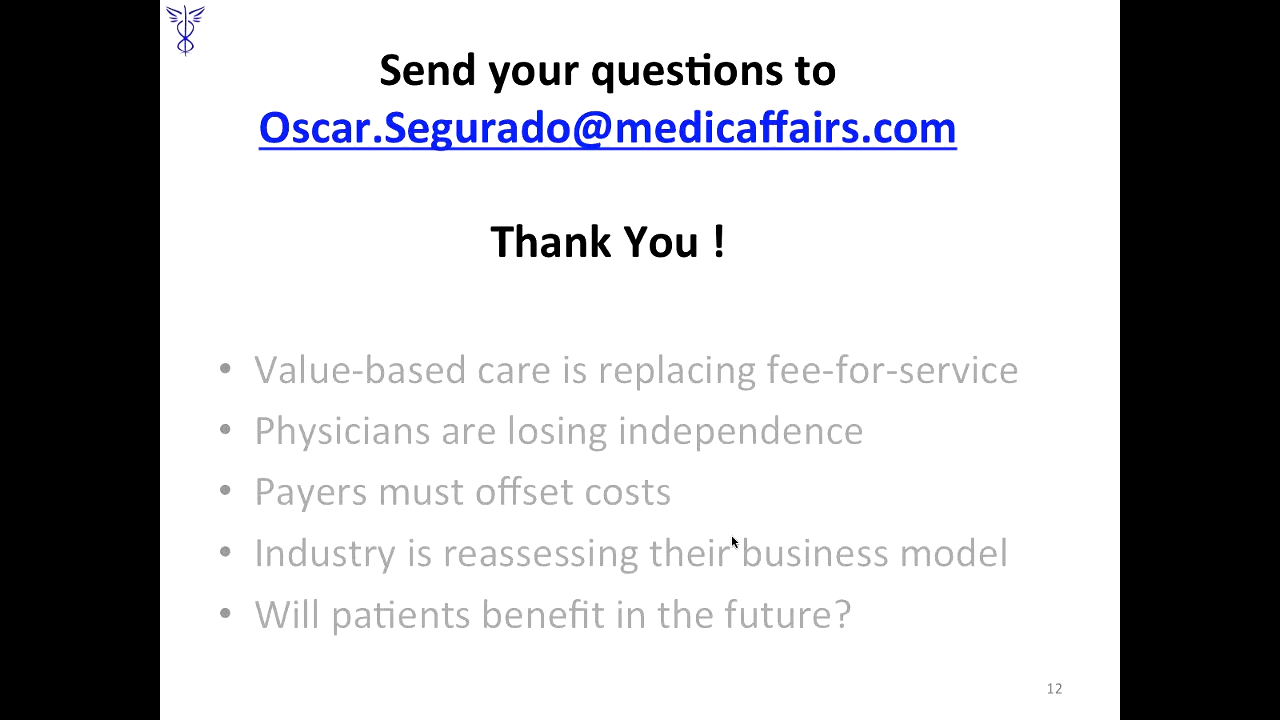 Send your questions to
Oscar.Segurado@medicaffairs.com
Thank You !
• Value-based care is replacing fee-for-service
• Physicians are losing independence
• Payers must offset costs
• Industry is reassessing their business model
• Will patients benefit in the future?
12